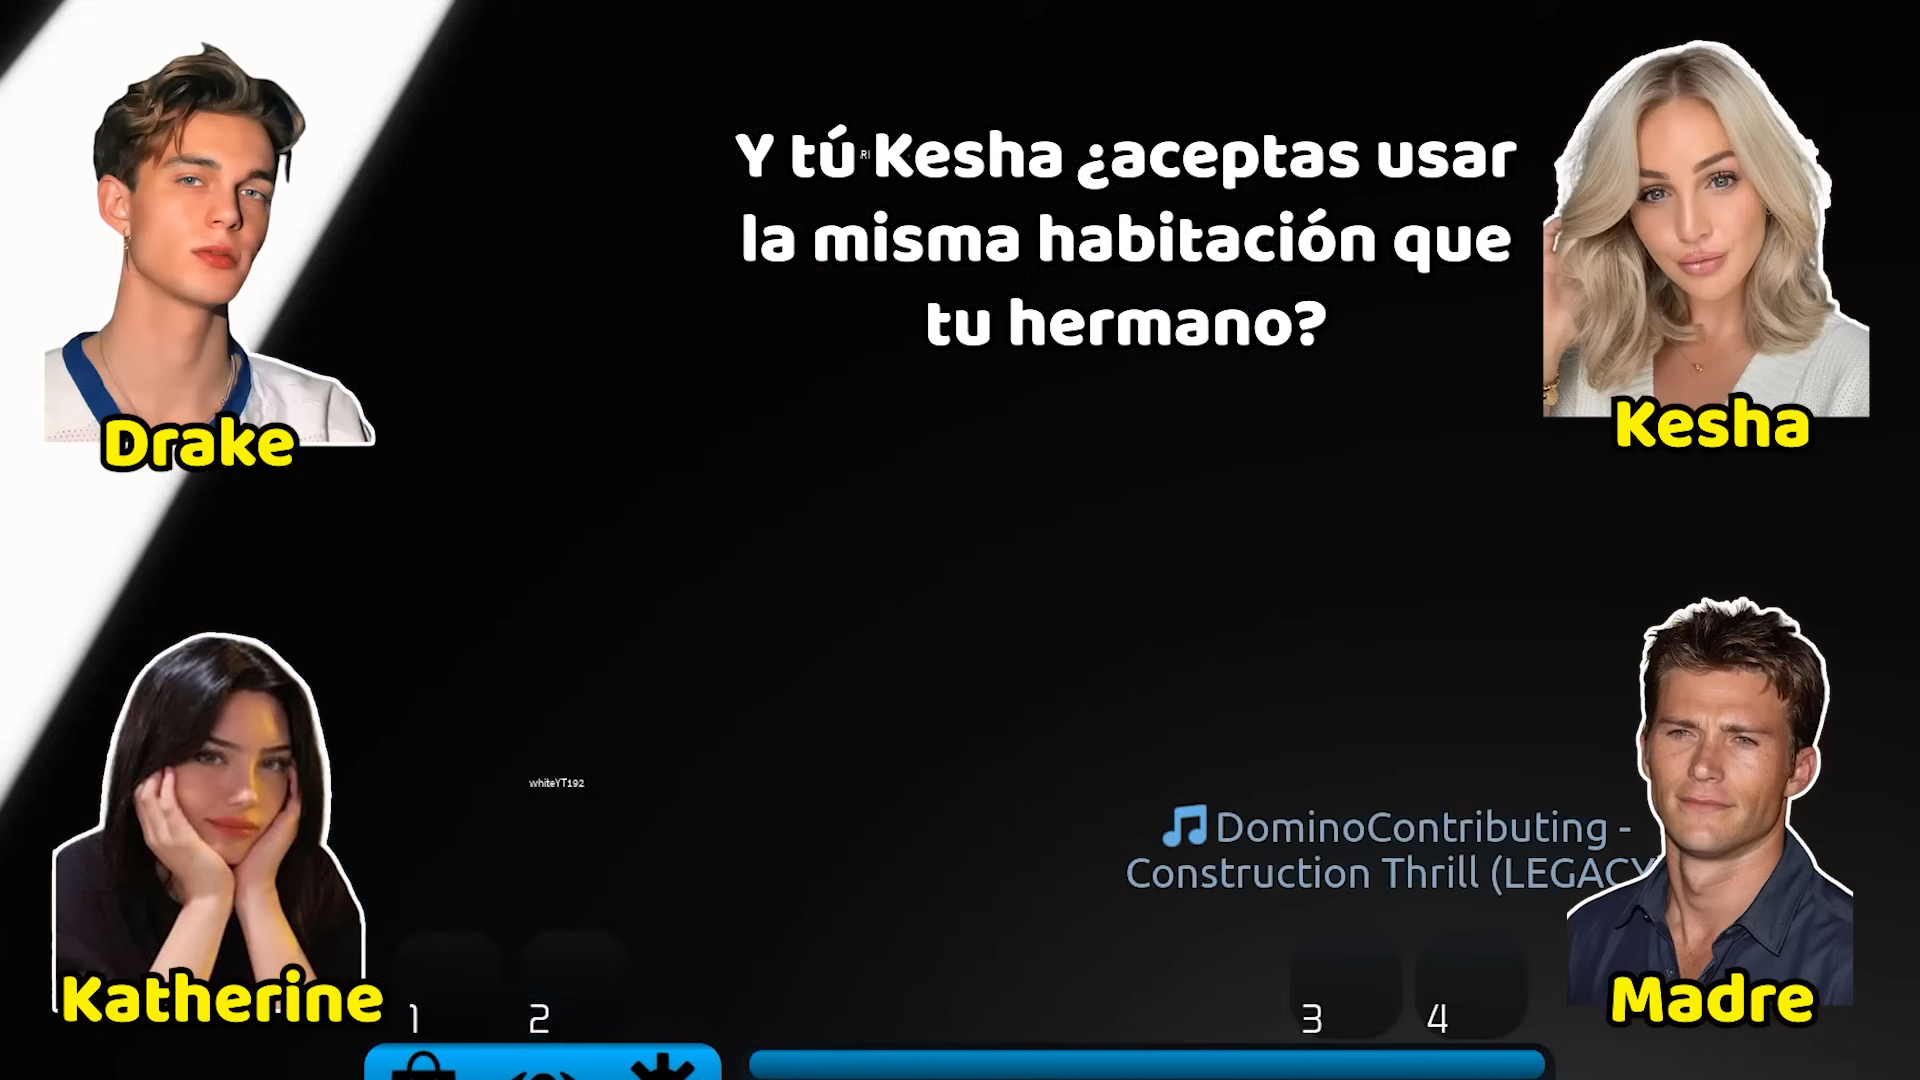 Y tú Kesha ¿aceptas usar
la misma habitación que
tu hermano?
Drake
Kesha
whiteYT192
DominoContributing -
Construction Thrill (LEGACY
Katherine
Madre
1
2
3
4